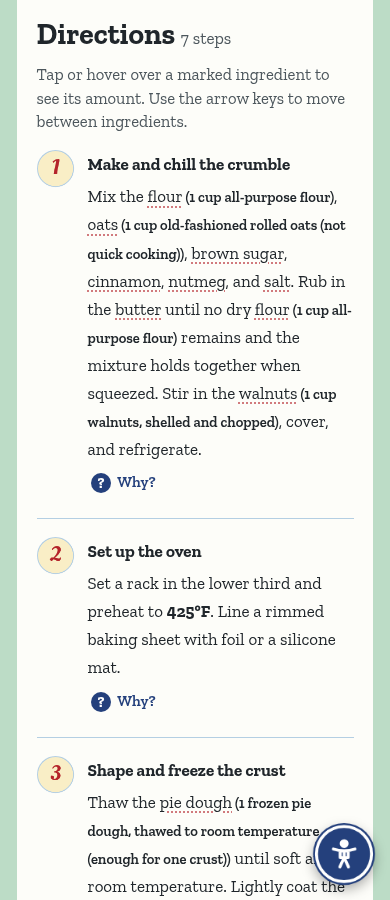 Directions 7 steps
Tap or hover over a marked ingredient to
see its amount. Use the arrow keys to move
between ingredients.
1 Make and chill the crumble
Mix the flour (1 cup all-purpose flour),
oats (1 cup old-fashioned rolled oats (not
quick cooking)), brown sugar,
cinnamon, nutmeg, and salt. Rub in
the butter until no dry flour (1 cup all-
purpose flour) remains and the
mixture holds together when
squeezed. Stir in the walnuts (1 cup
walnuts, shelled and chopped), cover,
and refrigerate.
? Why?
2 Set up the oven
Set a rack in the lower third and
preheat to 425°F. Line a rimmed
baking sheet with foil or a silicone
mat.
? Why?
3 Shape and freeze the crust
Thaw the pie dough (1 frozen pie
dough, thawed to room temperature
(enough for one crust)) until soft
room temperature. Lightly coat the